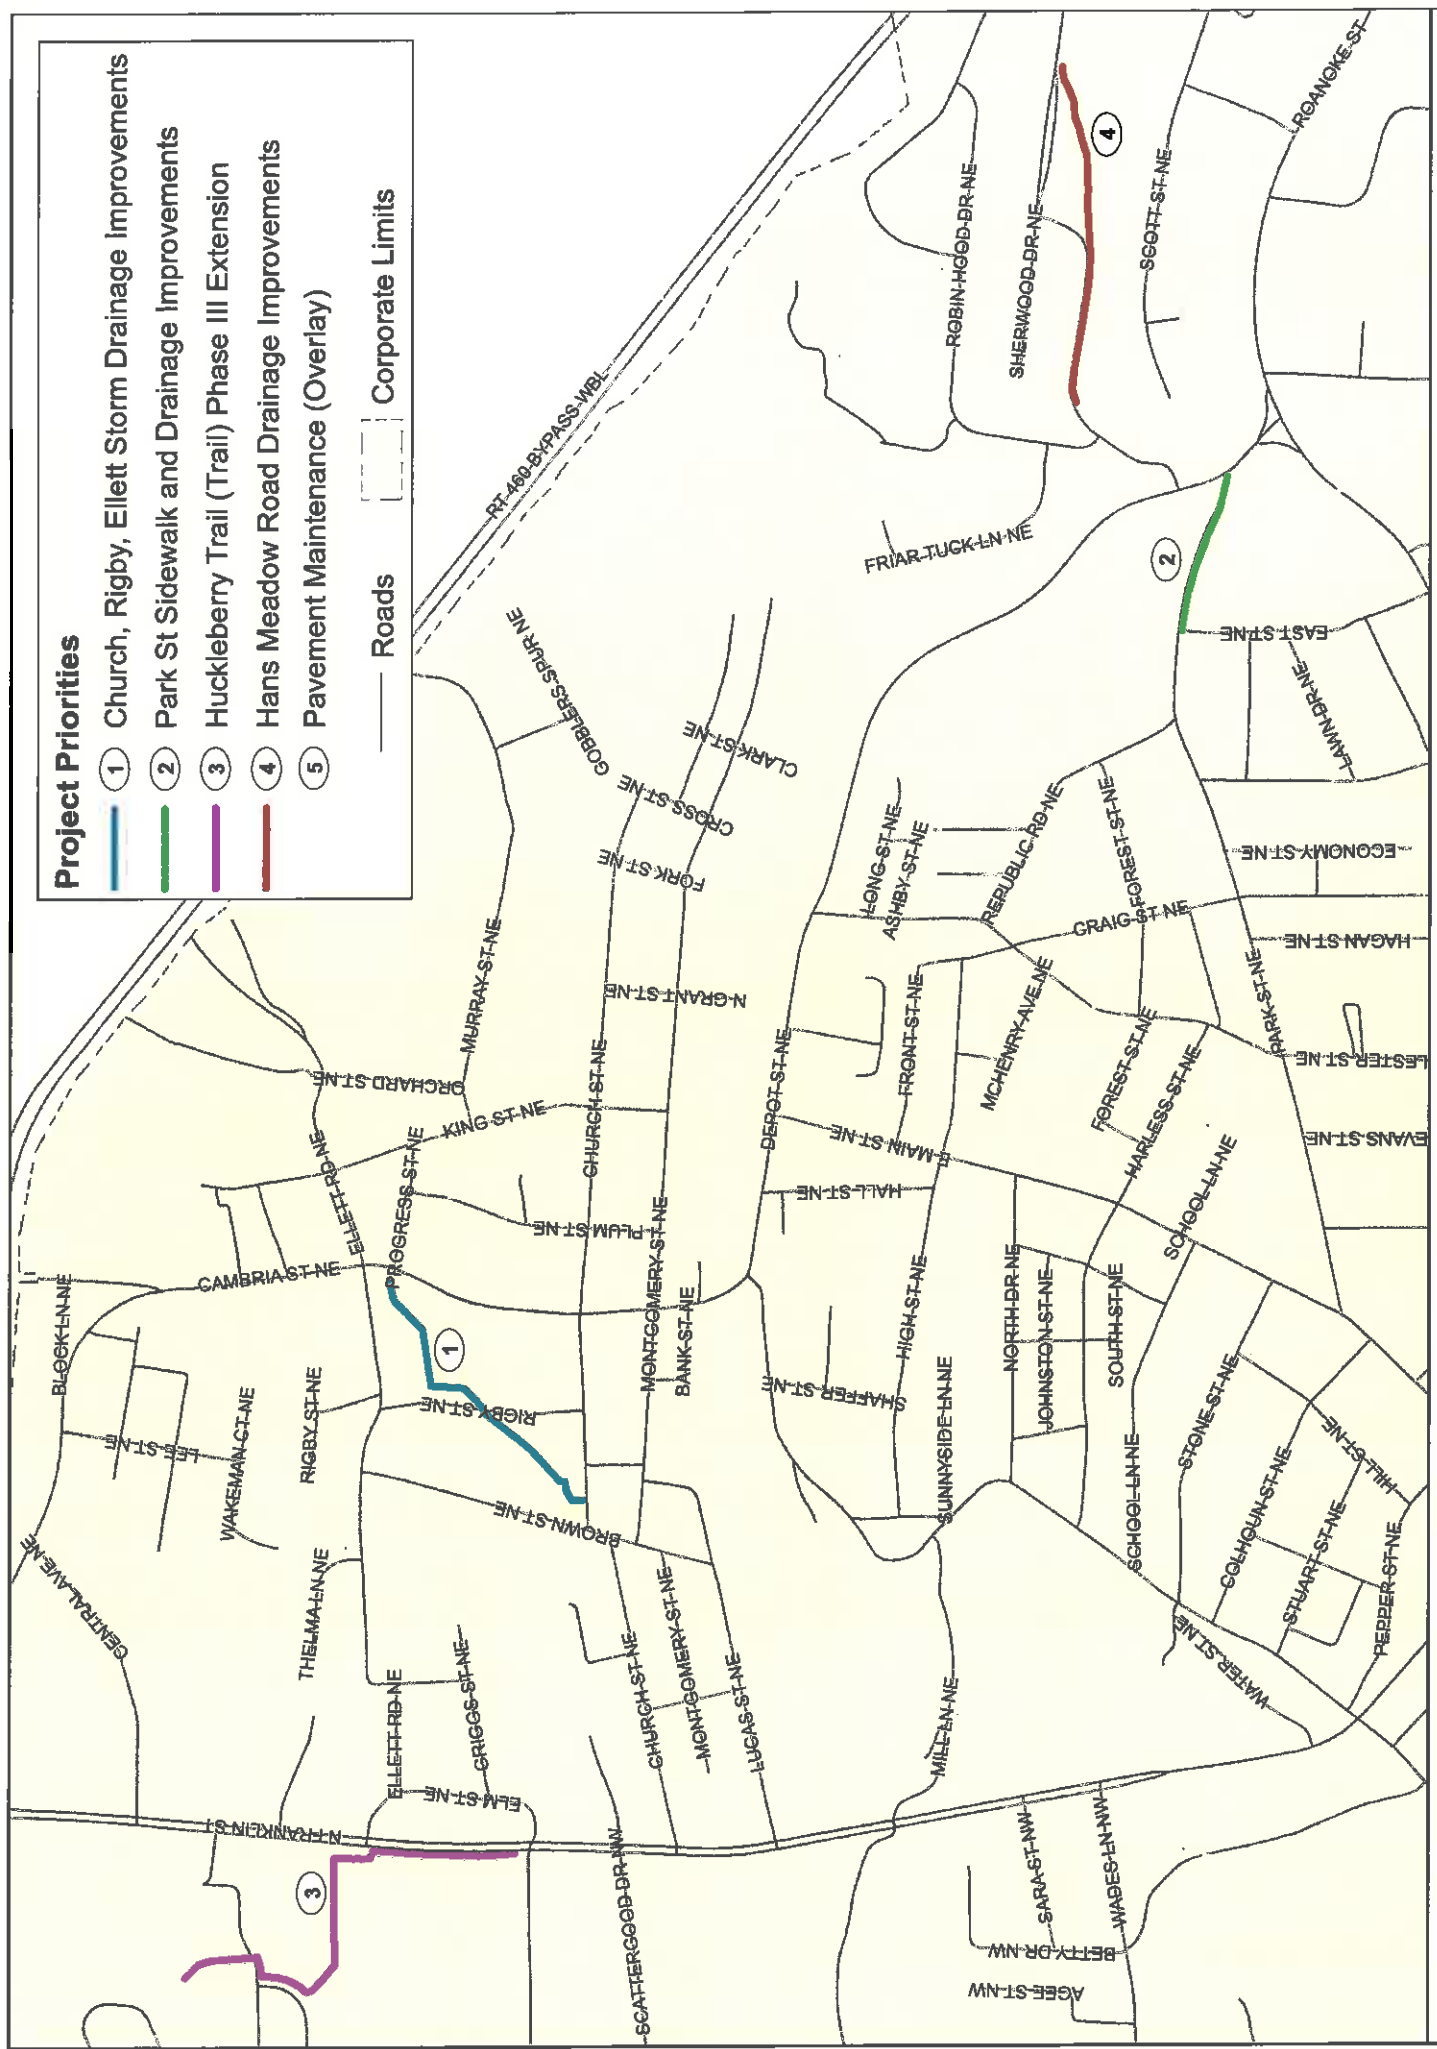 Project Priorities
1 Church, Rigby, Ellett Storm Drainage Improvements
2 Park St Sidewalk and Drainage Improvements
3 Huckleberry Trail (Trail) Phase III Extension
4 Hans Meadow Road Drainage Improvements
5 Pavement Maintenance (Overlay)
Roads
Corporate Limits
RT 460 BYPASS WBL
BLOCK LN NE
CENTRAL AVE NE
LEE ST NE
WAKEMAN CT NE
RIGBY ST NE
THELMA LN NE
CAMBRIA ST NE
ELLETT RD NE
ORCHARD ST NE
MURRAY ST NE
KING ST NE
PROGRESS ST NE
PLUM ST NE
CHURCH ST NE
MONTGOMERY ST NE
BANK ST NE
N GRANT ST NE
FORK ST NE
CROSS ST NE
CLARK ST NE
GOBBLERS SPUR NE
1
RIGBY ST NE
BROWN ST NE
ELLETT RD NE
GRIGGS ST NE
ELM ST NE
N FRANKLIN ST
3
CHURCH ST NE
MONTGOMERY ST NE
LUCAS ST NE
SCATTERGOOD DR NW
DEPOT ST NE
MAIN ST NE
E
HALL ST NE
SHAFFER ST NE
HIGH ST NE
SUNNYSIDE LN NE
MILL LN NE
LONG ST NE
ASHBY ST NE
REPUBLIC RD NE
FRONT ST NE
CRAIG ST NE
MCHENRY AVE NE
FOREST ST NE
FOREST ST NE
HARLESS ST NE
SCHOOL LN NE
NORTH DR NE
JOHNSTON ST NE
SOUTH ST NE
SCHOOL LN NE
STONE ST NE
COLHOUN ST NE
STUART ST NE
HILL ST NE
PEPPER ST NE
WATER ST NE
SARA ST NW
WADES LN NW
BETTY DR NW
AGEE ST NW
FRIAR TUCK LN NE
ROBIN HOOD DR NE
SHERWOOD DR NE
4
SCOTT ST NE
ROANOKE ST
2
EAST ST NE
LAWN DR NE
ECONOMY ST NE
HAGAN ST NE
PARK ST NE
LESTER ST NE
EVANS ST NE